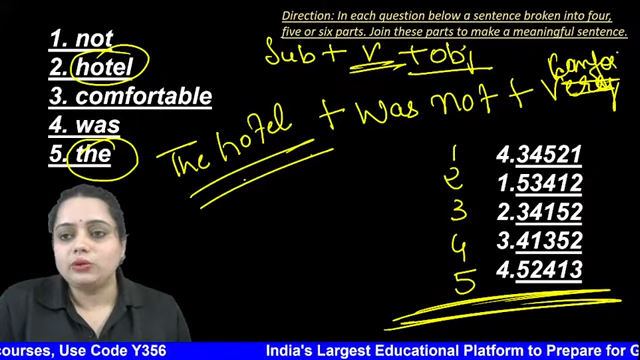 Direction: In each question below a sentence broken into four,
five or six parts. Join these parts to make a meaningful sentence.
1. not
2. hotel
3. comfortable
4. was
5. the
Sub + V + Obj
The hotel + was not +
1 4.34521
2 1.53412
3 2.34152
4 3.41352
5 4.52413
courses, Use Code Y356
India's Largest Educational Platform to Prepare for G